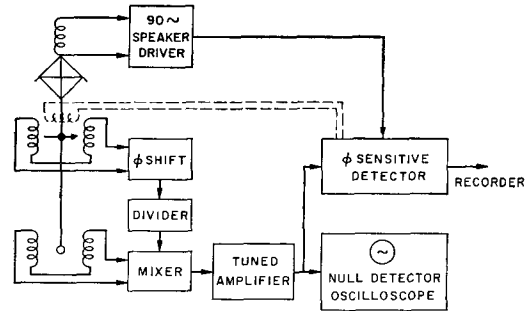 90~
SPEAKER
DRIVER
ɸ SHIFT
DIVIDER
MIXER
TUNED
AMPLIFIER
ɸ SENSITIVE
DETECTOR
RECORDER
~
NULL DETECTOR
OSCILLOSCOPE